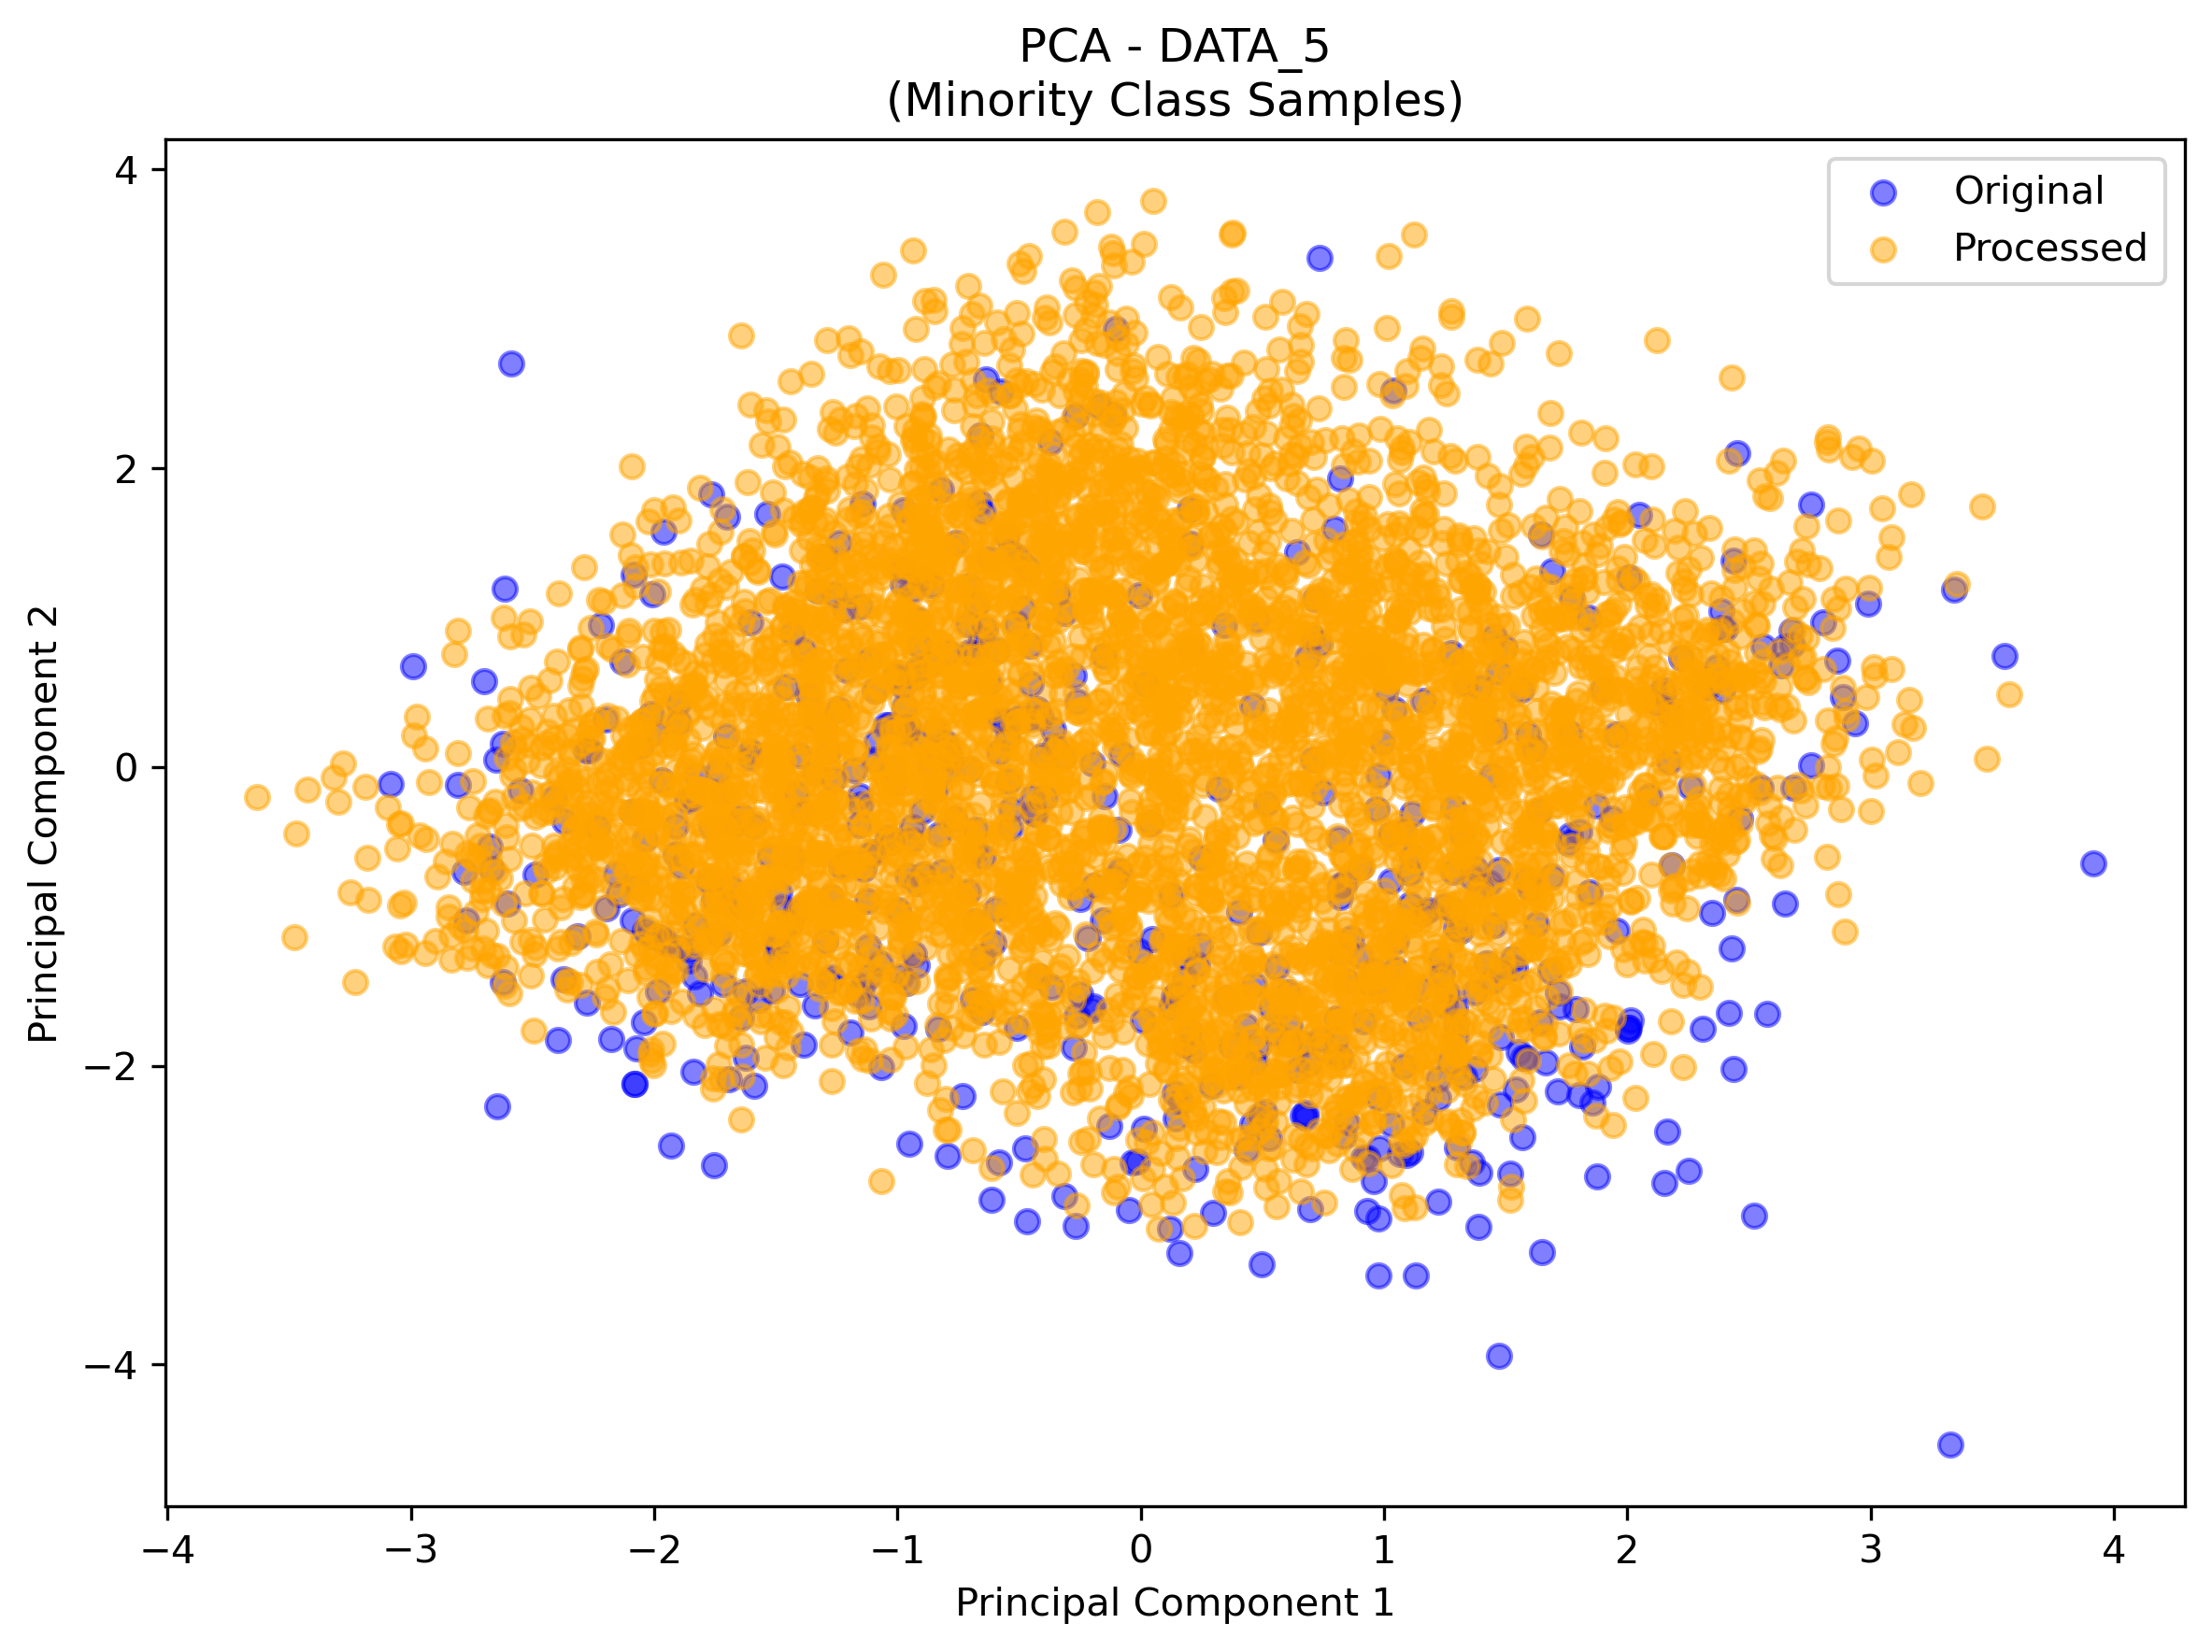 PCA - DATA_5
(Minority Class Samples)
Original
Processed
4
2
0
−2
−4
Principal Component 2
−4 −3 −2 −1 0 1 2 3 4
Principal Component 1